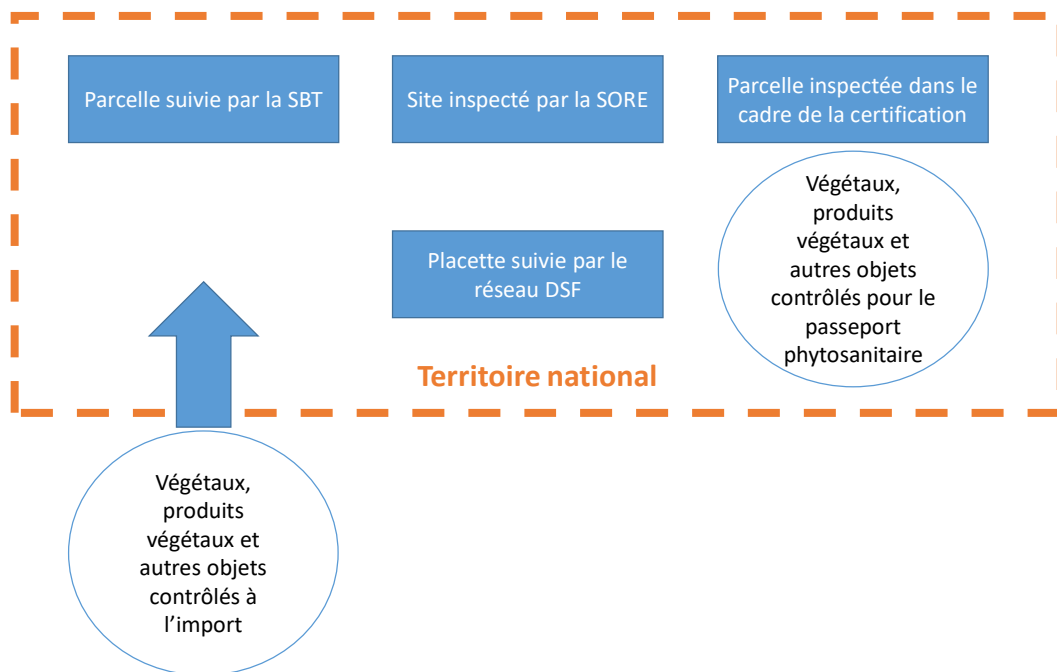 Parcelle suivie par la SBT
Site inspecté par la SORE
Parcelle inspectée dans le
cadre de la certification
Végétaux,
produits
végétaux et
autres objets
contrôlés pour le
passeport
phytosanitaire
Placette suivie par le
réseau DSF
Territoire national
Végétaux,
produits
végétaux et
autres objets
contrôlés à
l’import